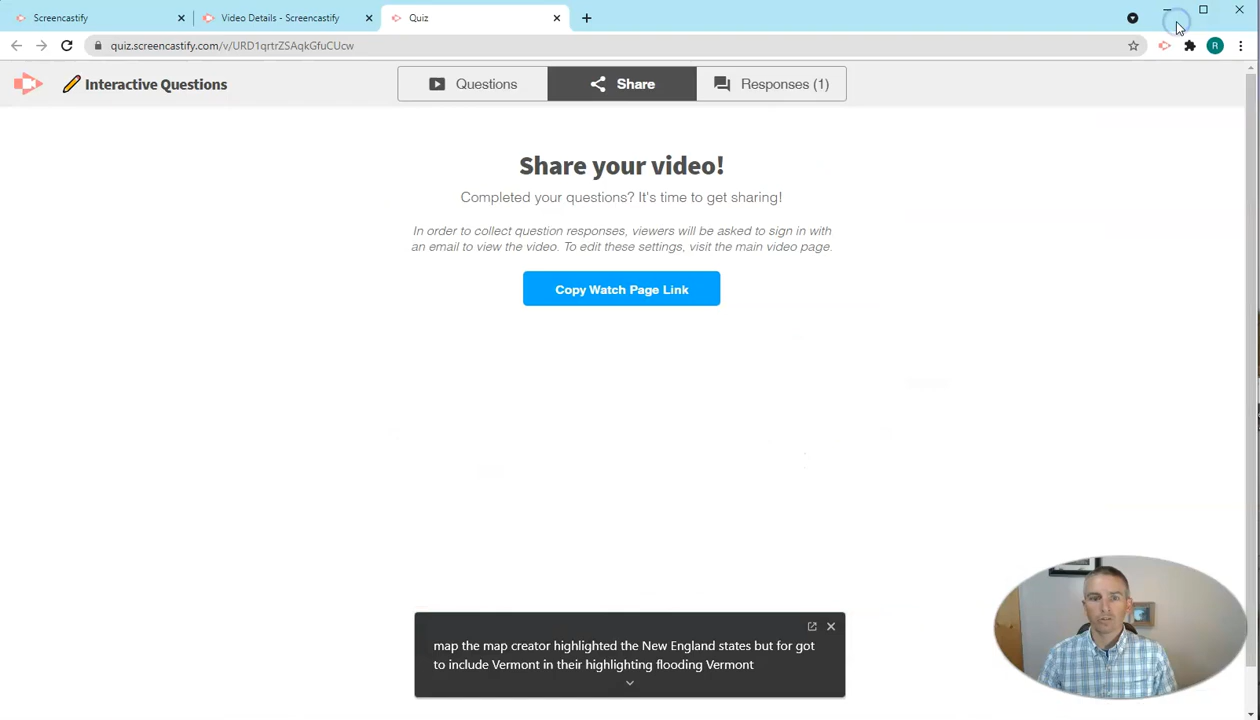 Screencastify
Video Details - Screencastify
Quiz
quiz.screencastify.com/v/URD1qrtrZSAqkGfuCUcw
R
Interactive Questions
Questions
Share
Responses (1)
Share your video!
Completed your questions? It's time to get sharing!
In order to collect question responses, viewers will be asked to sign in with
an email to view the video. To edit these settings, visit the main video page.
Copy Watch Page Link
map the map creator highlighted the New England states but for got
to include Vermont in their highlighting flooding Vermont